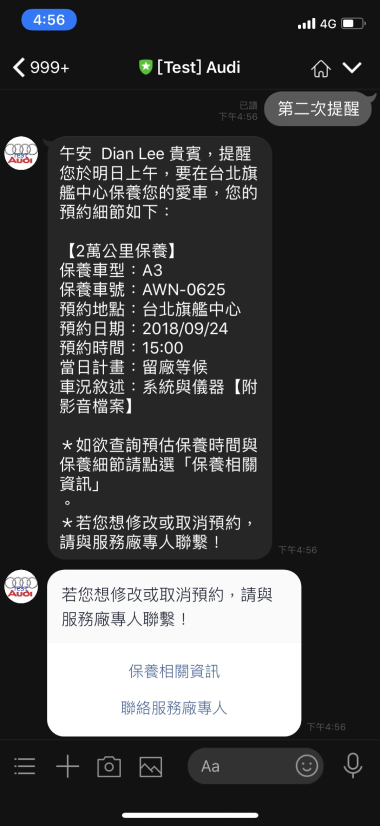 4:56
4G
999+
[Test] Audi
已讀
下午4:56
第二次提醒
TEST
Audi
午安 Dian Lee 貴賓，提醒
您於明日上午，要在台北旗
艦中心保養您的愛車，您的
預約細節如下：
【2萬公里保養】
保養車型：A3
保養車號：AWN-0625
預約地點：台北旗艦中心
預約日期：2018/09/24
預約時間：15:00
當日計畫：留廠等候
車況敘述：系統與儀器【附
影音檔案】
＊如欲查詢預估保養時間與
保養細節請點選「保養相關
資訊」
。
＊若您想修改或取消預約，
請與服務廠專人聯繫！
下午4:56
TEST
Audi
若您想修改或取消預約，請與
服務廠專人聯繫！
保養相關資訊
聯絡服務廠專人
下午4:56
Aa